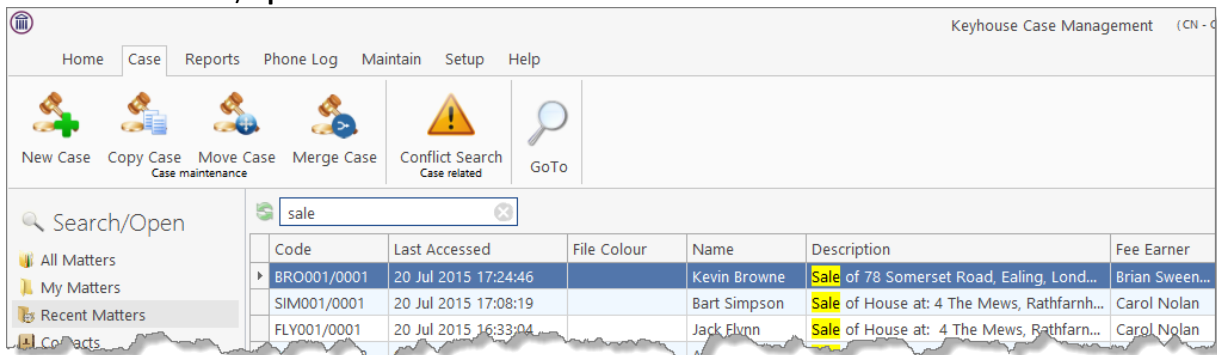 Keyhouse Case Management (CN - 
Home Case Reports Phone Log Maintain Setup Help
New Case Copy Case Move Case Merge Case Conflict Search GoTo
Case maintenance Case related
Search/Open
sale
Code Last Accessed File Colour Name Description Fee Earner
All Matters
BRO001/0001 20 Jul 2015 17:24:46 Kevin Browne Sale of 78 Somerset Road, Ealing, Lond... Brian Sween...
My Matters
SIM001/0001 20 Jul 2015 17:08:19 Bart Simpson Sale of House at: 4 The Mews, Rathfarnh... Carol Nolan
Recent Matters
FLY001/0001 20 Jul 2015 16:33:04 Jack Flynn Sale of House at: 4 The Mews, Rathfarn... Carol Nolan
Contacts